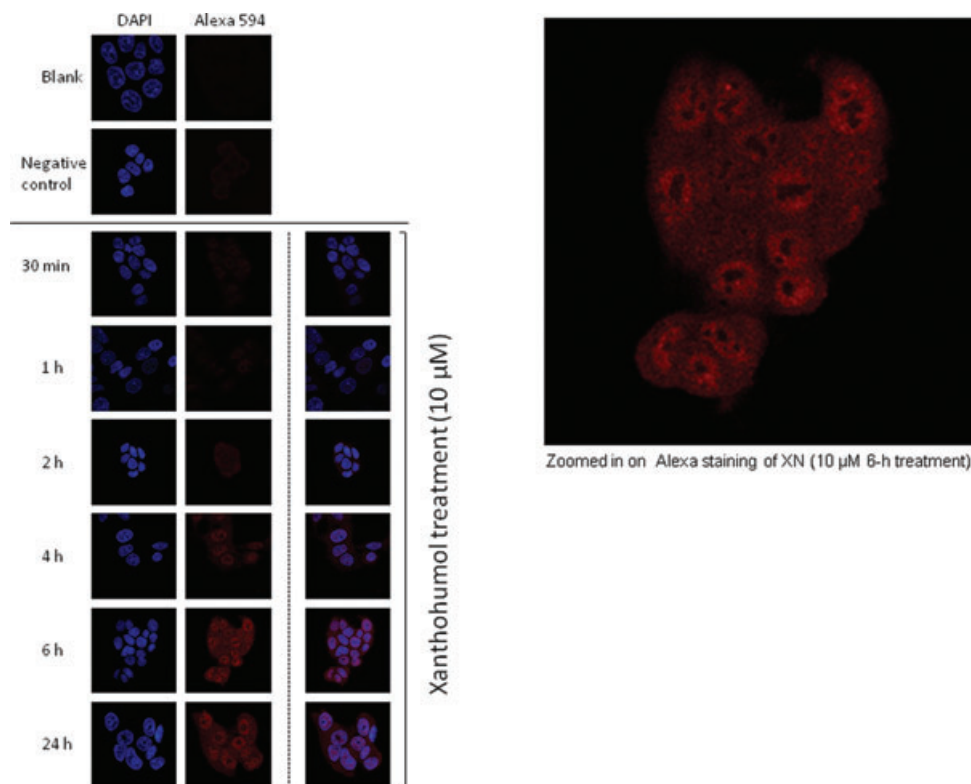 DAPI Alexa 594
Blank
Negative
control
30 min
1 h
2 h
4 h
6 h
24 h
Xanthohumol treatment (10 µM)
Zoomed in on Alexa staining of XN (10 µM 6-h treatment)